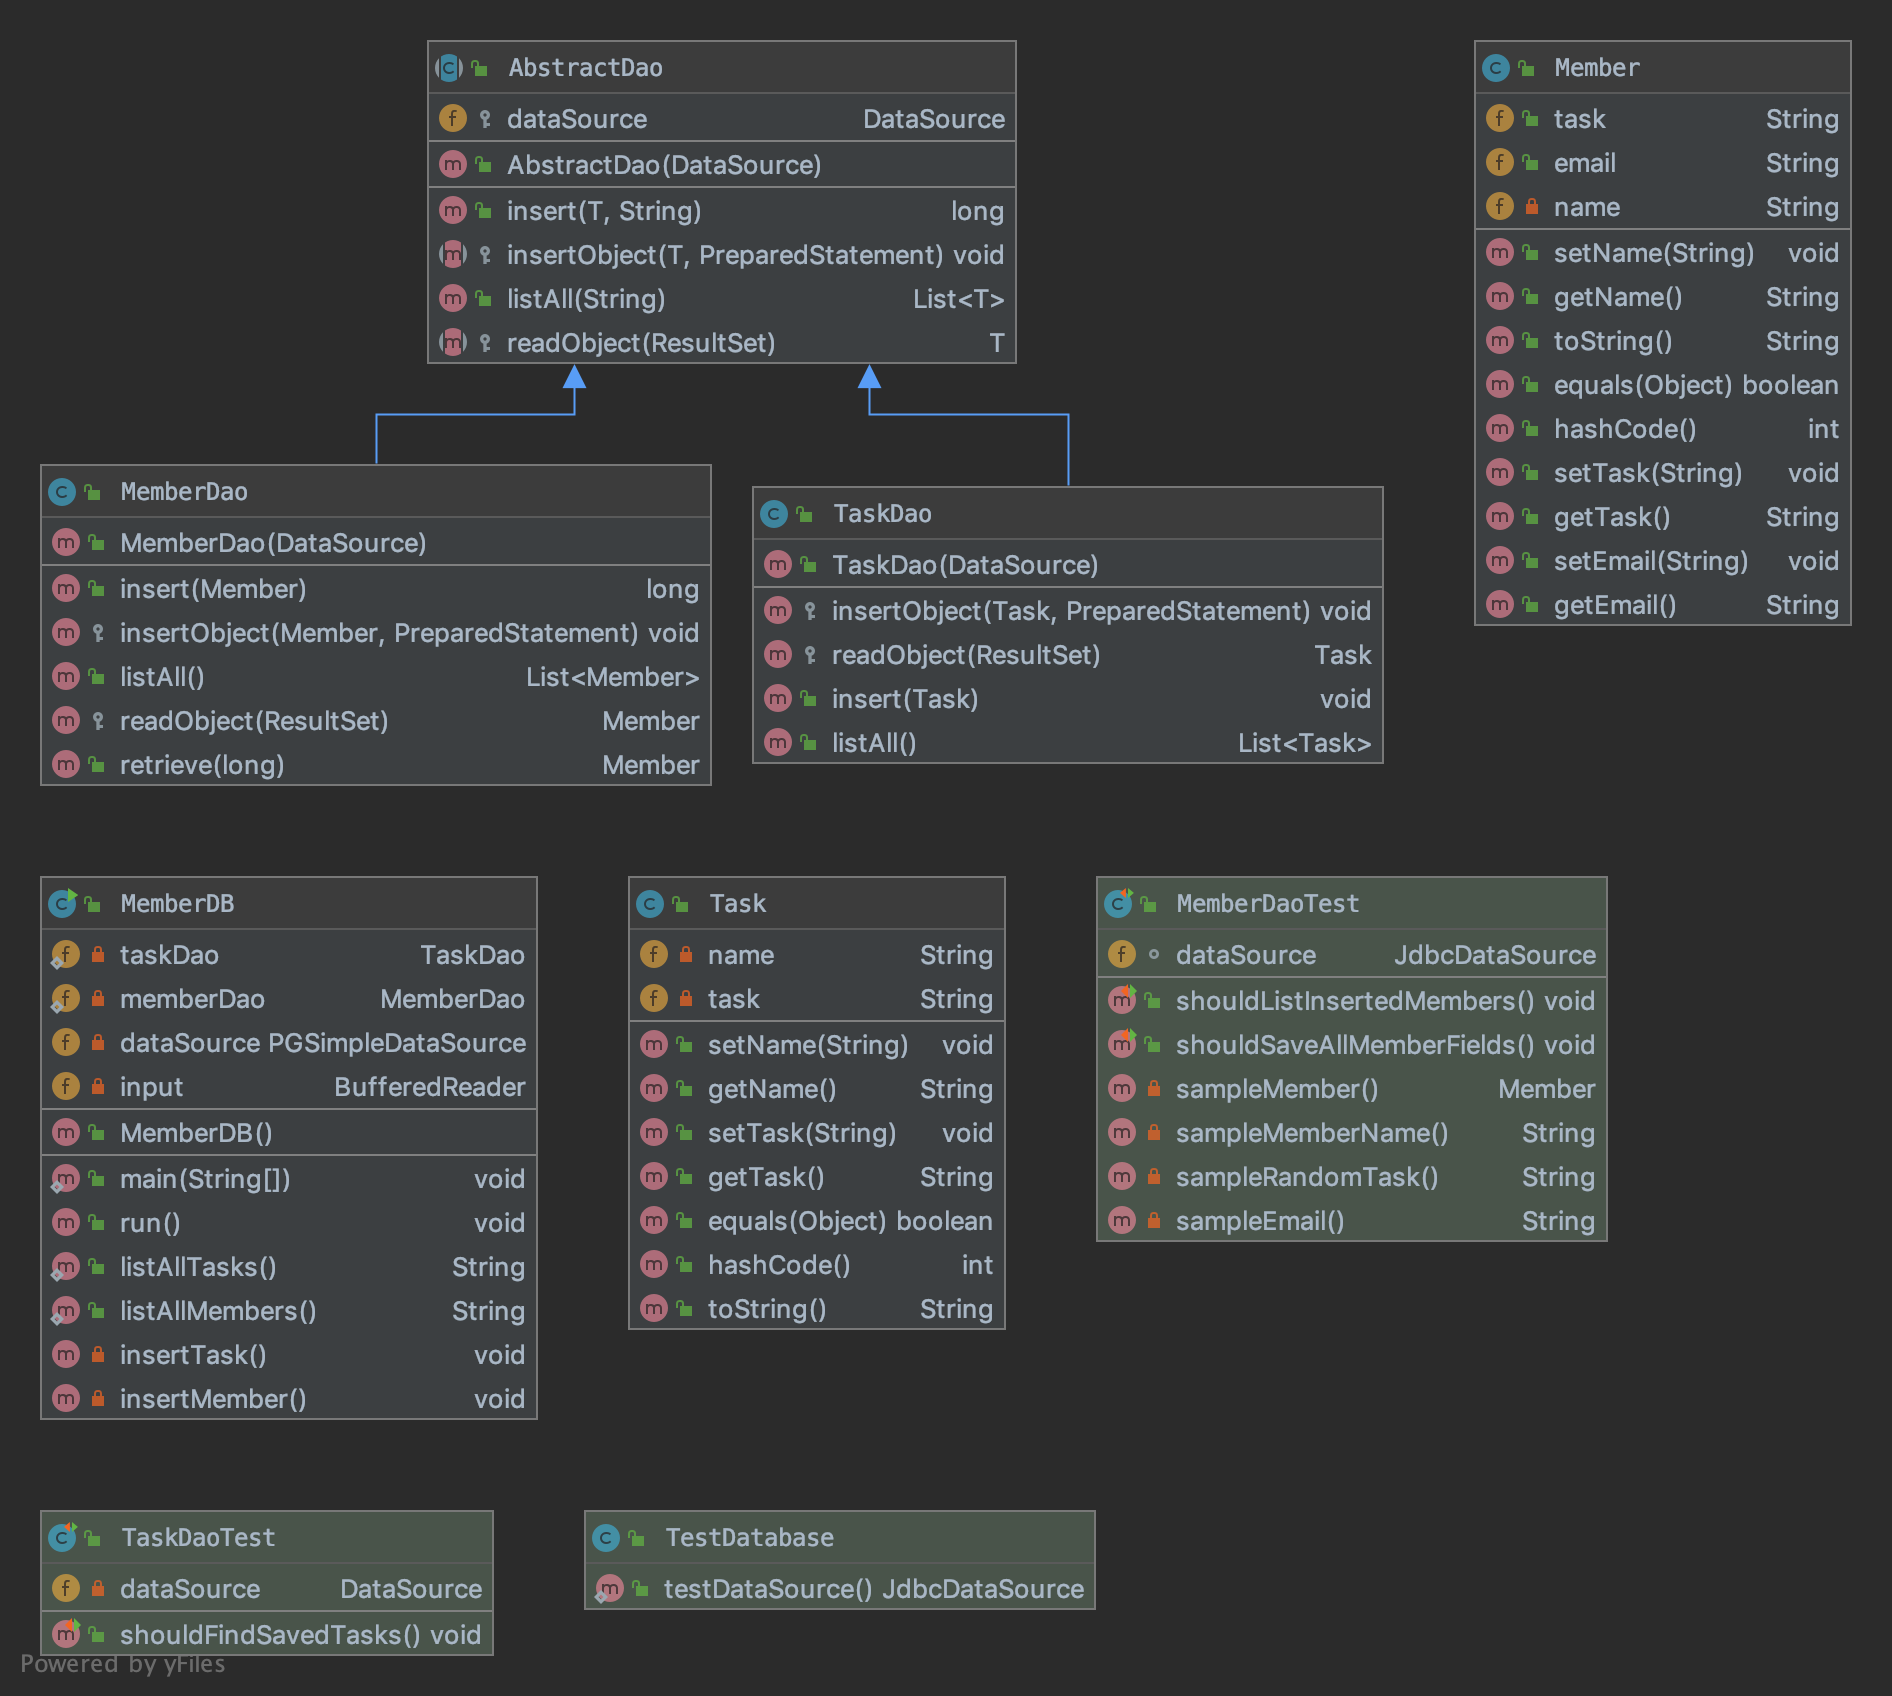 AbstractDao
dataSource DataSource
AbstractDao(DataSource)
insert(T, String) long
insertObject(T, PreparedStatement) void
listAll(String) List<T>
readObject(ResultSet) T
Member
task String
email String
name String
setName(String) void
getName() String
toString() String
equals(Object) boolean
hashCode() int
setTask(String) void
getTask() String
setEmail(String) void
getEmail() String
MemberDao
MemberDao(DataSource)
insert(Member) long
insertObject(Member, PreparedStatement) void
listAll() List<Member>
readObject(ResultSet) Member
retrieve(long) Member
TaskDao
TaskDao(DataSource)
insertObject(Task, PreparedStatement) void
readObject(ResultSet) Task
insert(Task) void
listAll() List<Task>
MemberDB
taskDao TaskDao
memberDao MemberDao
dataSource PGSimpleDataSource
input BufferedReader
MemberDB()
main(String[]) void
run() void
listAllTasks() String
listAllMembers() String
insertTask() void
insertMember() void
Task
name String
task String
setName(String) void
getName() String
setTask(String) void
getTask() String
equals(Object) boolean
hashCode() int
toString() String
MemberDaoTest
dataSource JdbcDataSource
shouldListInsertedMembers() void
shouldSaveAllMemberFields() void
sampleMember() Member
sampleMemberName() String
sampleRandomTask() String
sampleEmail() String
TaskDaoTest
dataSource DataSource
shouldFindSavedTasks() void
TestDatabase
testDataSource() JdbcDataSource
Powered by yFiles